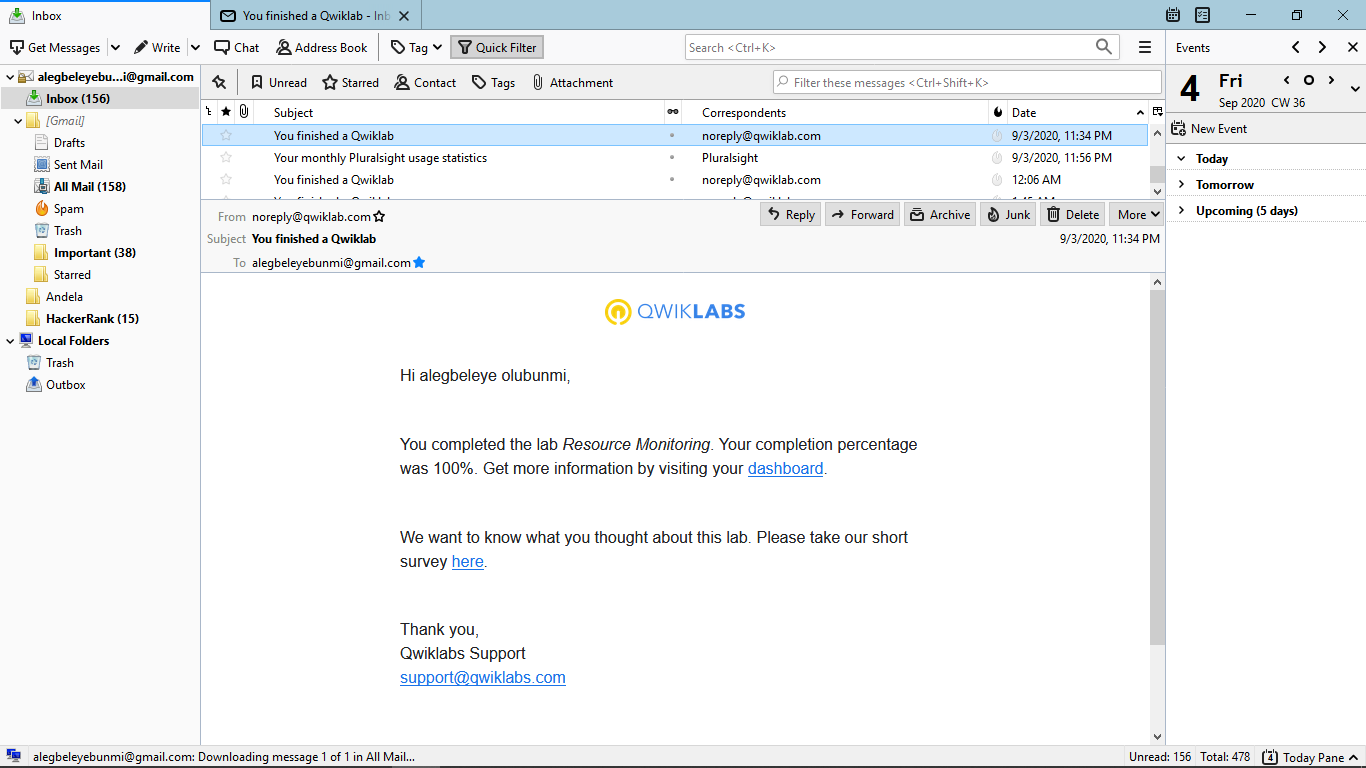 Inbox
You finished a Qwiklab - Inb
Get Messages
Write
Chat
Address Book
Tag
Quick Filter
Search <Ctrl+K>
Events
alegbeleyebu...i@gmail.com
Inbox (156)
[Gmail]
Drafts
Sent Mail
All Mail (158)
Spam
Trash
Important (38)
Starred
Andela
HackerRank (15)
Local Folders
Trash
Outbox
Unread
Starred
Contact
Tags
Attachment
Filter these messages <Ctrl+Shift+K>
Subject Correspondents Date
You finished a Qwiklab noreply@qwiklab.com 9/3/2020, 11:34 PM
Your monthly Pluralsight usage statistics Pluralsight 9/3/2020, 11:56 PM
You finished a Qwiklab noreply@qwiklab.com 12:06 AM
From noreply@qwiklab.com
Reply
Forward
Archive
Junk
Delete
More
Subject You finished a Qwiklab 9/3/2020, 11:34 PM
To alegbeleyebunmi@gmail.com
QWIKLABS
Hi alegbeleye olubunmi,
You completed the lab Resource Monitoring. Your completion percentage
was 100%. Get more information by visiting your dashboard.
We want to know what you thought about this lab. Please take our short
survey here.
Thank you,
Qwiklabs Support
support@qwiklabs.com
4
Fri
Sep 2020 CW 36
New Event
Today
Tomorrow
Upcoming (5 days)
alegbeleyebunmi@gmail.com: Downloading message 1 of 1 in All Mail...
Unread: 156 Total: 478
4 Today Pane